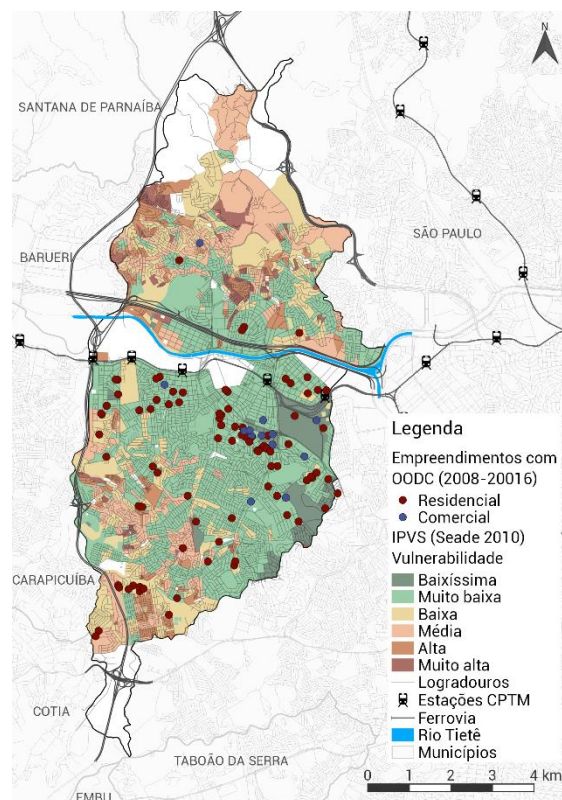 N
SANTANA DE PARNAÍBA
SÃO PAULO
BARUERI
CARAPICUÍBA
COTIA
TABOÃO DA SERRA
EMBU
Legenda
Empreendimentos com
OODC (2008-20016)
Residencial
Comercial
IPVS (Seade 2010)
Vulnerabilidade
Baixíssima
Muito baixa
Baixa
Média
Alta
Muito alta
Logradouros
Estações CPTM
Ferrovia
Rio Tietê
Municípios
0 1 2 3 4 km